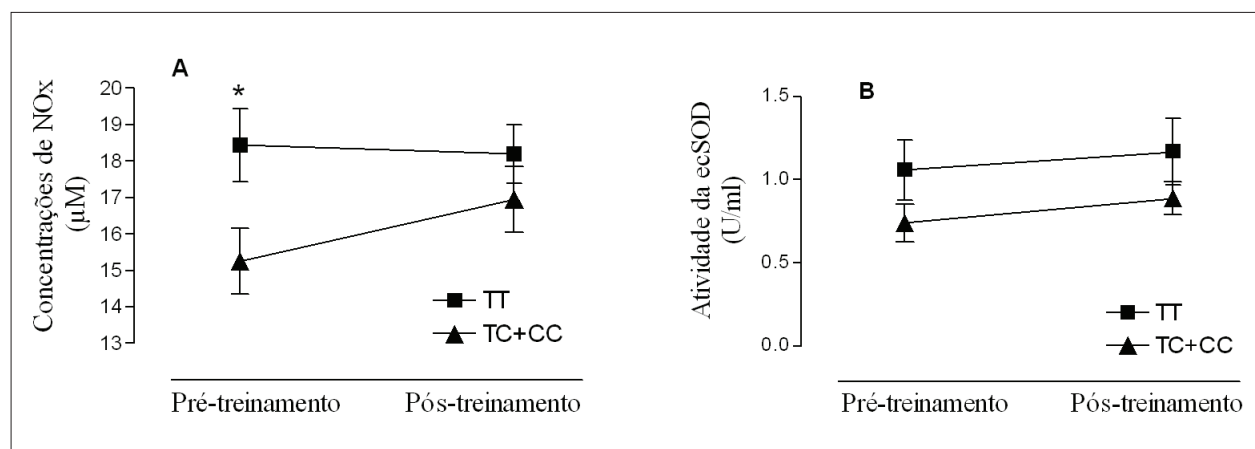 A
Concentrações de NOx
(µM)
20
19
18
17
16
15
14
13
*
TT
TC+CC
Pré-treinamento
Pós-treinamento
B
Atividade da ecSOD
(U/ml)
1.5
1.0
0.5
0.0
TT
TC+CC
Pré-treinamento
Pós-treinamento